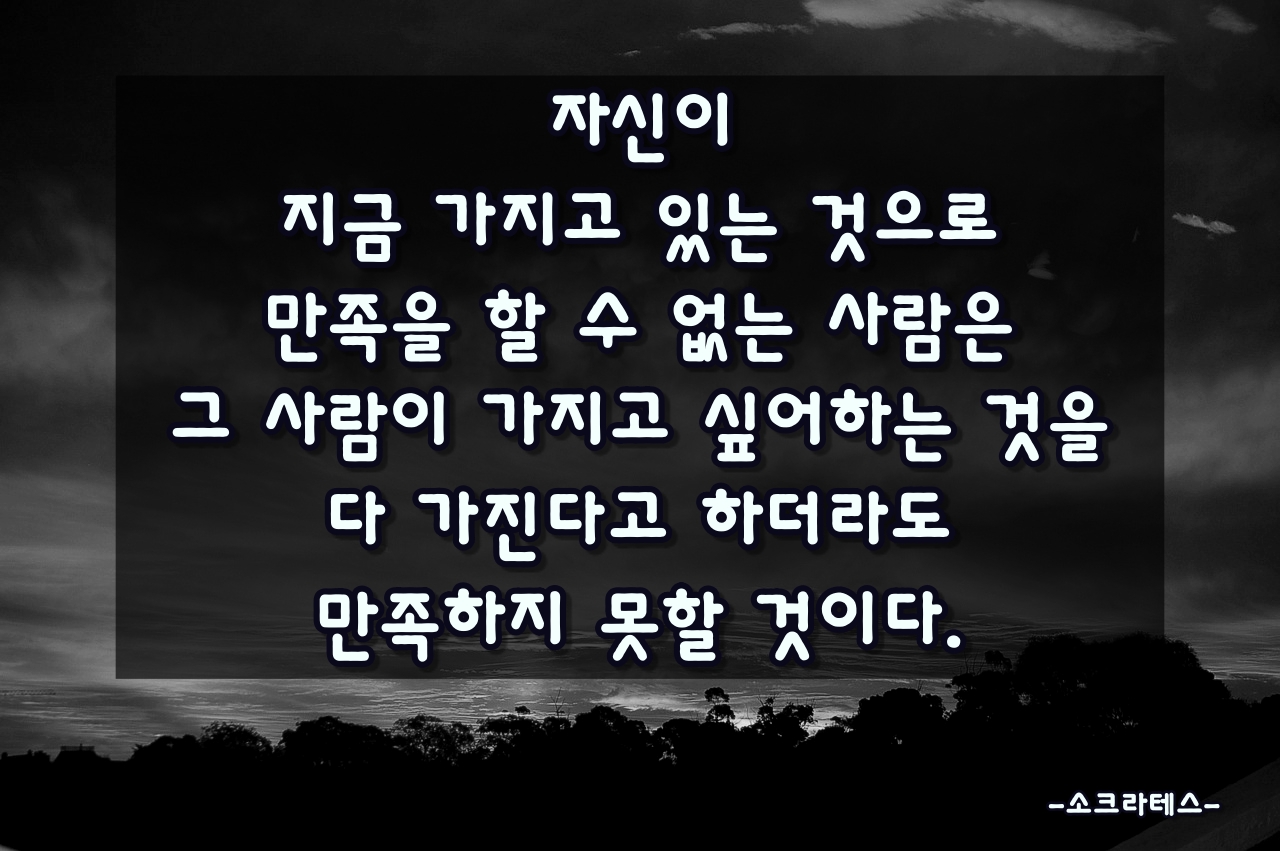 자신이
지금 가지고 있는 것으로
만족을 할 수 없는 사람은
그 사람이 가지고 싶어하는 것을
다 가진다고 하더라도
만족하지 못할 것이다.
-소크라테스-